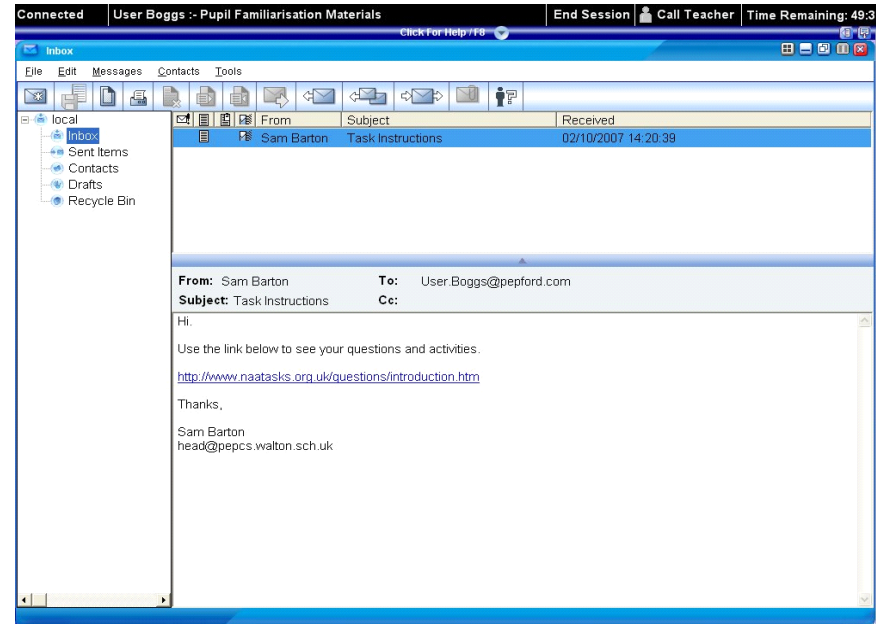 Connected User Boggs :- Pupil Familiarisation Materials End Session Call Teacher Time Remaining: 49:3
Click For Help / F8
Inbox
File Edit Messages Contacts Tools
local
Inbox
Sent Items
Contacts
Drafts
Recycle Bin
From Subject Received
Sam Barton Task Instructions 02/10/2007 14:20:39
From: Sam Barton To: User.Boggs@pepford.com
Subject: Task Instructions Cc:
Hi.
Use the link below to see your questions and activities.
http://www.naatasks.org.uk/questions/introduction.htm
Thanks,
Sam Barton
head@pepcs.walton.sch.uk